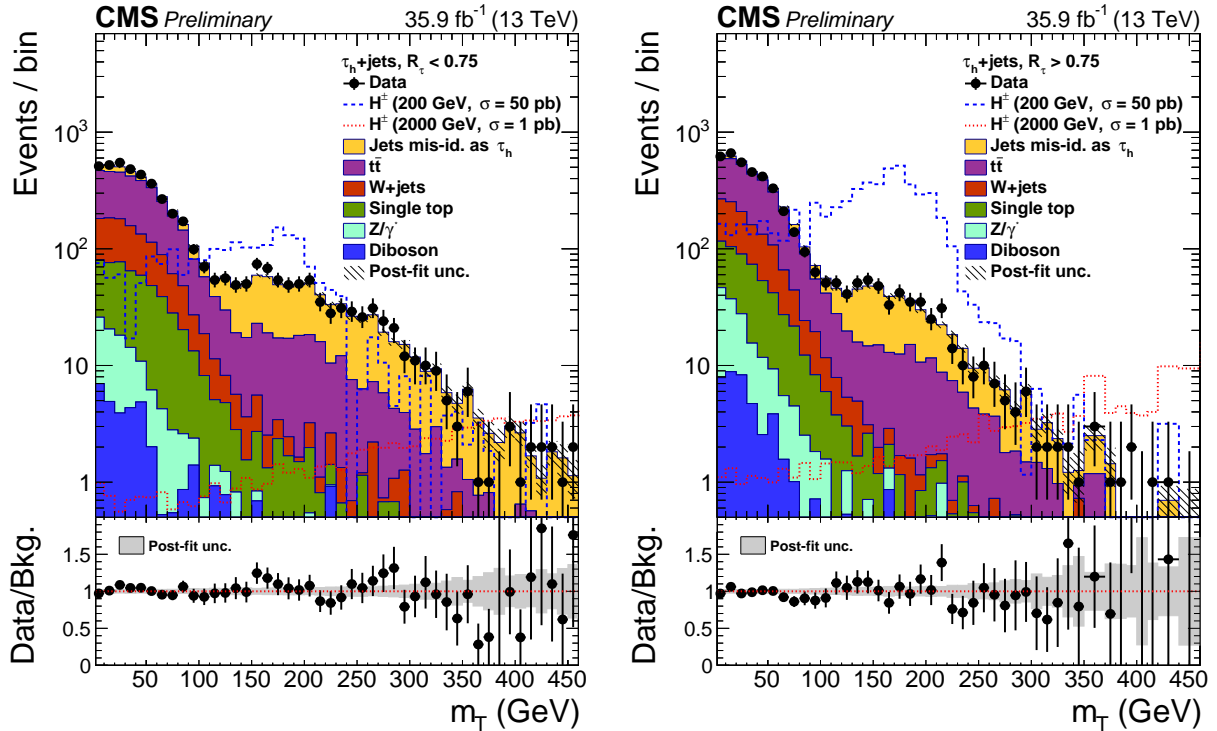 CMS Preliminary 35.9 fb⁻¹ (13 TeV)
Events / bin
10³
10²
10
1
τₕ+jets, R_τ < 0.75
Data
H± (200 GeV, σ = 50 pb)
H± (2000 GeV, σ = 1 pb)
Jets mis-id. as τₕ
tt̄
W+jets
Single top
Z/γ*
Diboson
Post-fit unc.
Data/Bkg.
1.5
1
0.5
0
Post-fit unc.
50 100 150 200 250 300 350 400 450
m_T (GeV)
CMS Preliminary 35.9 fb⁻¹ (13 TeV)
Events / bin
10³
10²
10
1
τₕ+jets, R_τ > 0.75
Data
H± (200 GeV, σ = 50 pb)
H± (2000 GeV, σ = 1 pb)
Jets mis-id. as τₕ
tt̄
W+jets
Single top
Z/γ*
Diboson
Post-fit unc.
Data/Bkg.
1.5
1
0.5
0
Post-fit unc.
50 100 150 200 250 300 350 400 450
m_T (GeV)